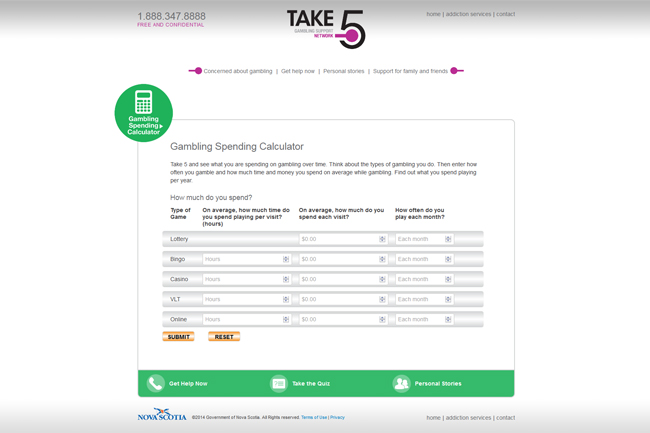 1.888.347.8888
FREE AND CONFIDENTIAL
TAKE 5
GAMBLING SUPPORT
NETWORK
home | addiction services | contact
Concerned about gambling | Get help now | Personal stories | Support for family and friends
Gambling
Spending
Calculator
Gambling Spending Calculator
Take 5 and see what you are spending on gambling over time. Think about the types of gambling you do. Then enter how
often you gamble and how much time and money you spend on average while gambling. Find out what you spend playing
per year.
How much do you spend?
Type of Game
On average, how much time do you spend playing per visit? (hours)
On average, how much do you spend each visit?
How often do you play each month?
Lottery $0.00 Each month
Bingo Hours $0.00 Each month
Casino Hours $0.00 Each month
VLT Hours $0.00 Each month
Online Hours $0.00 Each month
SUBMIT RESET
Get Help Now Take the Quiz Personal Stories
NOVA SCOTIA ©2014 Government of Nova Scotia. All Rights reserved. Terms of Use | Privacy home | addiction services | contact